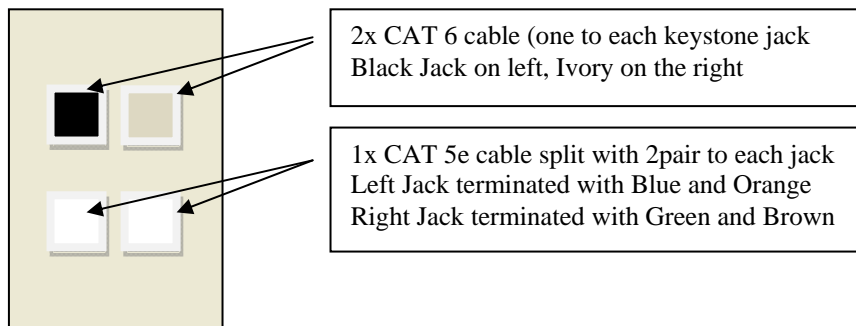 2x CAT 6 cable (one to each keystone jack
Black Jack on left, Ivory on the right
1x CAT 5e cable split with 2pair to each jack
Left Jack terminated with Blue and Orange
Right Jack terminated with Green and Brown